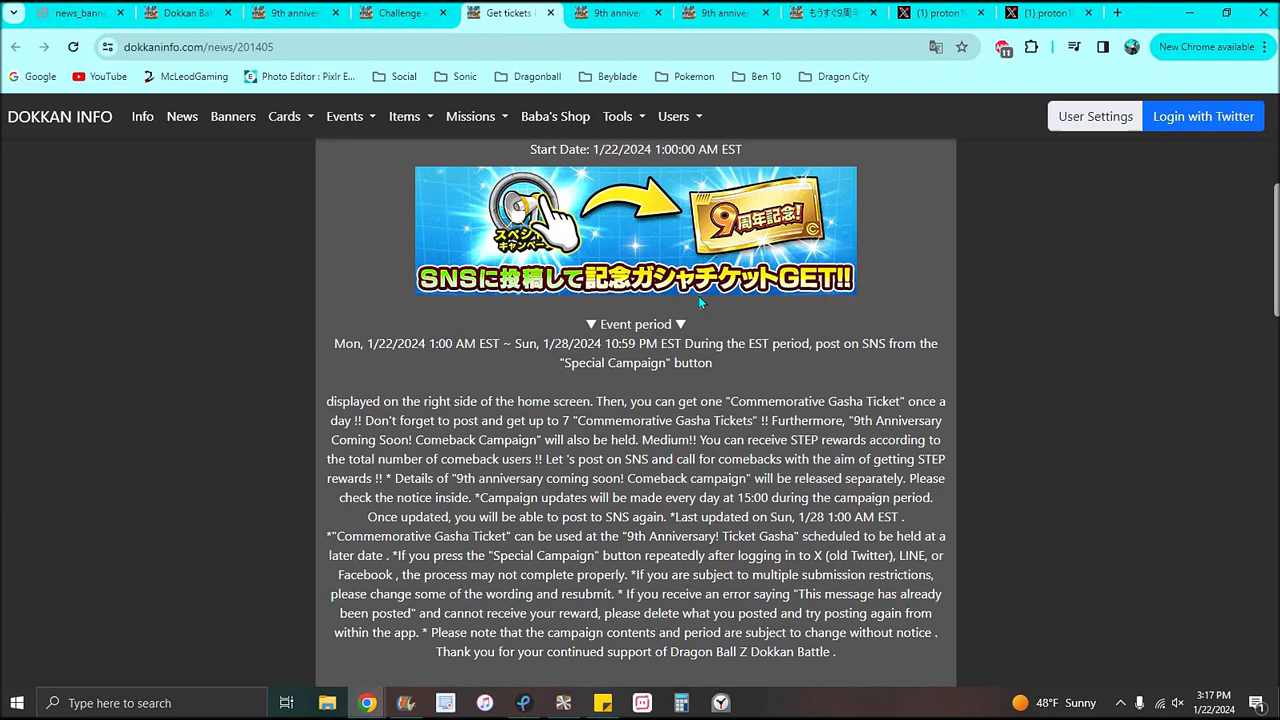 news_bann
Dokkan Bat
9th anniver
Challenge e
Get tickets b
9th anniver
9th anniver
もうすぐ9周年
(1) proton1
(1) proton1
dokkaninfo.com/news/201405
11
New Chrome available
Google
YouTube
McLeodGaming
Photo Editor : Pixlr E...
Social
Sonic
Dragonball
Beyblade
Pokemon
Ben 10
Dragon City
DOKKAN INFO
Info
News
Banners
Cards
Events
Items
Missions
Baba's Shop
Tools
Users
User Settings
Login with Twitter
Start Date: 1/22/2024 1:00:00 AM EST
9周年記念!
スペシャル
キャンペーン
SNSに投稿して記念ガシャチケットGET!!
▼ Event period ▼
Mon, 1/22/2024 1:00 AM EST ~ Sun, 1/28/2024 10:59 PM EST During the EST period, post on SNS from the
"Special Campaign" button
displayed on the right side of the home screen. Then, you can get one "Commemorative Gasha Ticket" once a
day !! Don't forget to post and get up to 7 "Commemorative Gasha Tickets" !! Furthermore, "9th Anniversary
Coming Soon! Comeback Campaign" will also be held. Medium!! You can receive STEP rewards according to
the total number of comeback users !! Let 's post on SNS and call for comebacks with the aim of getting STEP
rewards !! * Details of "9th anniversary coming soon! Comeback campaign" will be released separately. Please
check the notice inside. *Campaign updates will be made every day at 15:00 during the campaign period.
Once updated, you will be able to post to SNS again. *Last updated on Sun, 1/28 1:00 AM EST .
*"Commemorative Gasha Ticket" can be used at the "9th Anniversary! Ticket Gasha" scheduled to be held at a
later date . *If you press the "Special Campaign" button repeatedly after logging in to X (old Twitter), LINE, or
Facebook , the process may not complete properly. *If you are subject to multiple submission restrictions,
please change some of the wording and resubmit. * If you receive an error saying "This message has already
been posted" and cannot receive your reward, please delete what you posted and try posting again from
within the app. * Please note that the campaign contents and period are subject to change without notice .
Thank you for your continued support of Dragon Ball Z Dokkan Battle .
Type here to search
48°F Sunny
3:17 PM
1/22/2024